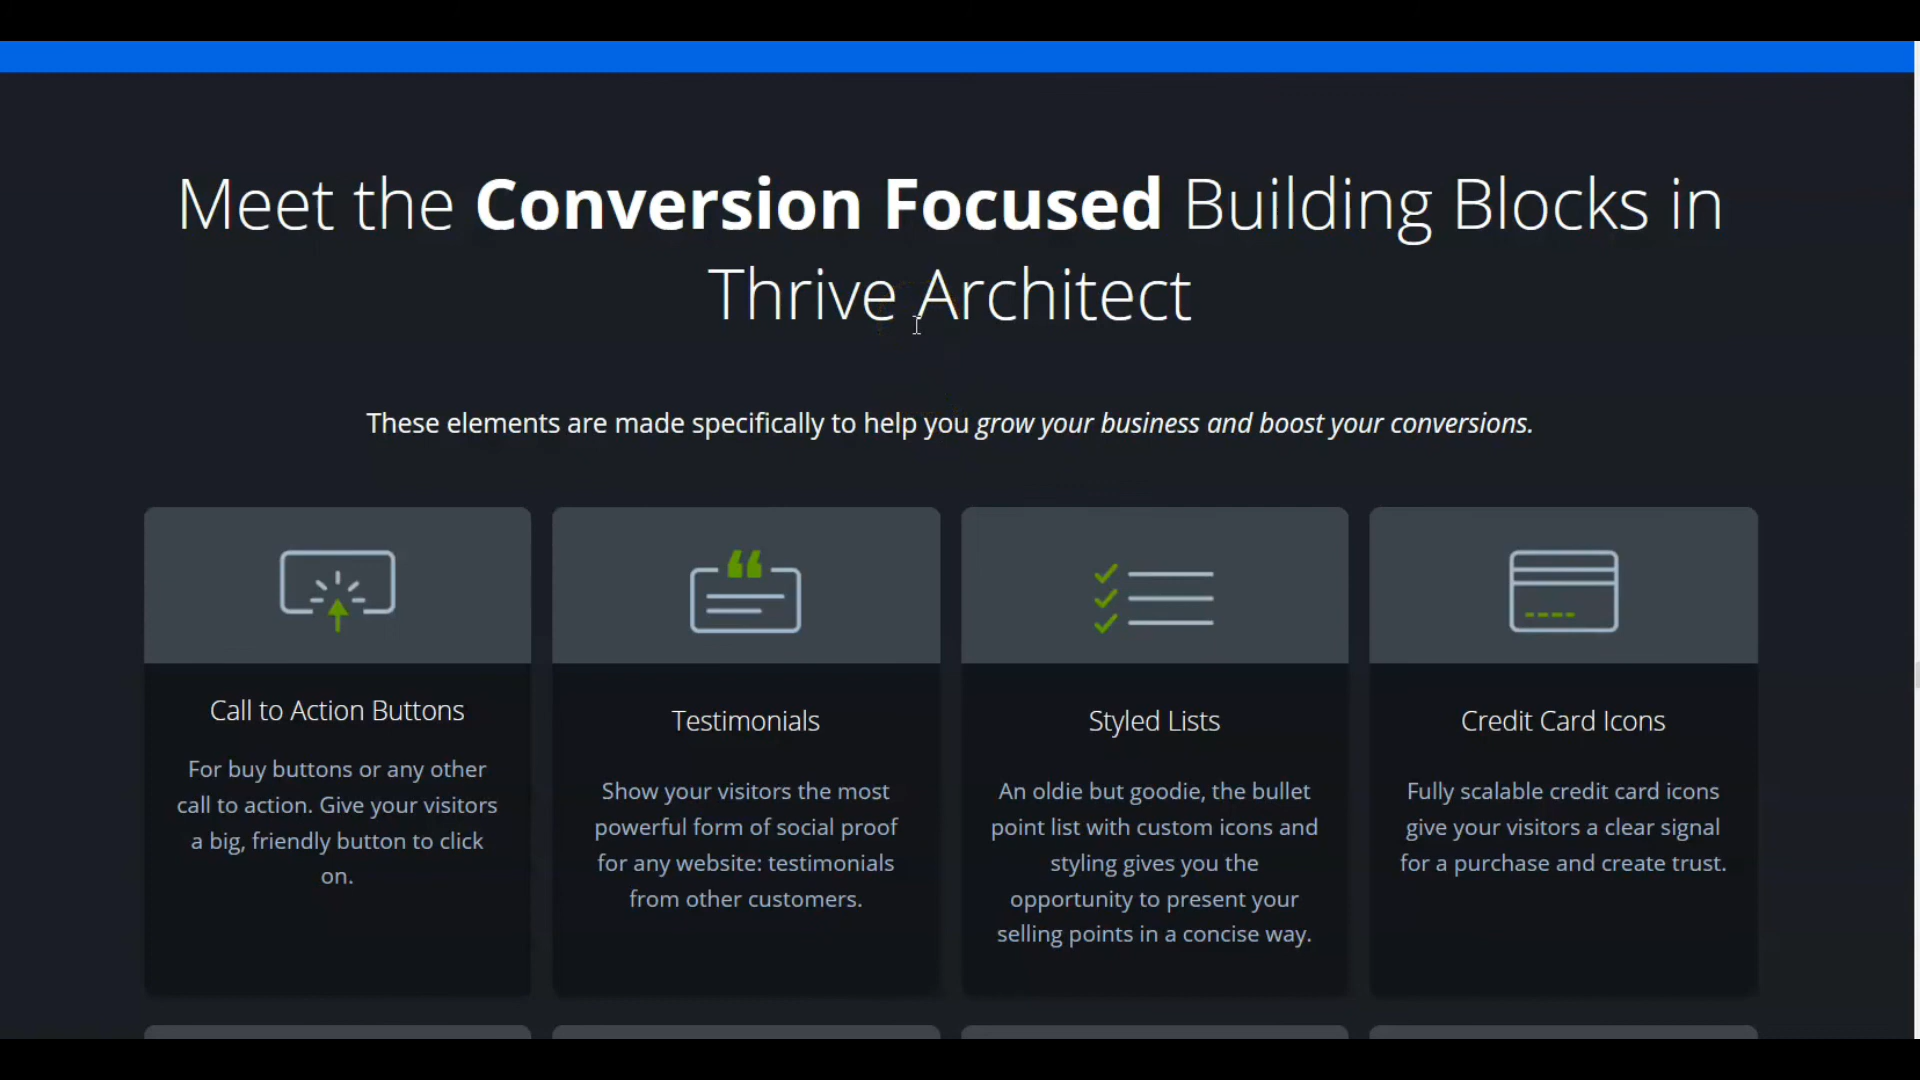 Meet the Conversion Focused Building Blocks in
Thrive Architect
These elements are made specifically to help you grow your business and boost your conversions.
Call to Action Buttons
For buy buttons or any other
call to action. Give your visitors
a big, friendly button to click
on.
Testimonials
Show your visitors the most
powerful form of social proof
for any website: testimonials
from other customers.
Styled Lists
An oldie but goodie, the bullet
point list with custom icons and
styling gives you the
opportunity to present your
selling points in a concise way.
Credit Card Icons
Fully scalable credit card icons
give your visitors a clear signal
for a purchase and create trust.